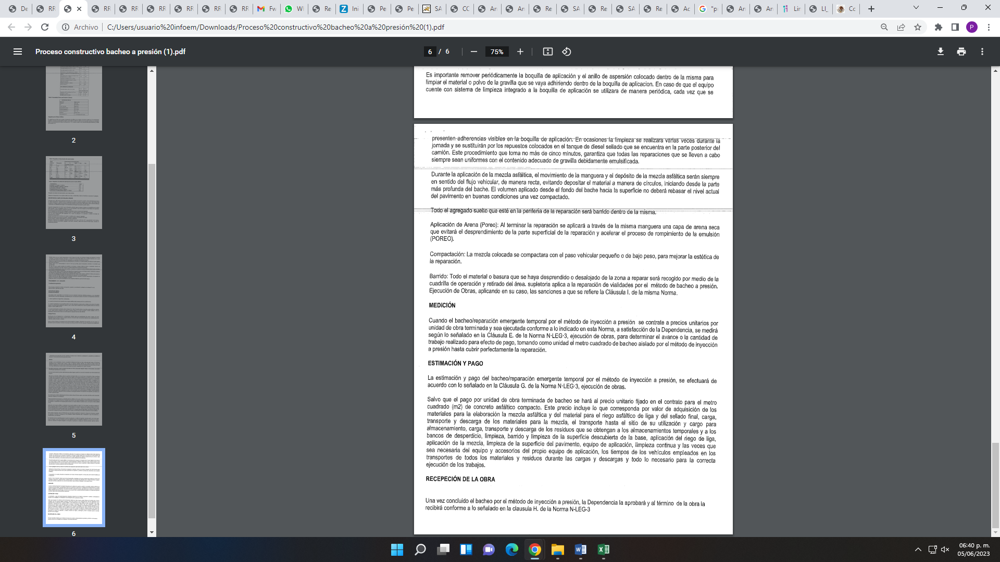 De
RR
RR
RR
RR
RR
RR
RR
Fw
W
Re
Ini
Pe
Pe
SA
CC
An
An
Re
SA
Re
SA
Re
Ac
"p
An
An
Lin
LI_
Cc
Archivo
C:/Users/usuario%20infoem/Downloads/Proceso%20constructivo%20bacheo%20a%20presión%20(1).pdf
P
Proceso constructivo bacheo a presión (1).pdf
6 / 6
75%
2
3
4
5
6
Es importante remover periódicamente la boquilla de aplicación y el anillo de aspersión colocado dentro de la misma para
limpiar el material o polvo de la gravilla que se vaya adhiriendo dentro de la boquilla de aplicacion. En caso de que el equipo
cuente con sistema de limpieza integrado a la boquilla de aplicación se utilizara de manera periódica, cada vez que se
presenten adherencias visibles en la boquilla de aplicación. En ocasiones la limpieza se realizara varias veces durante la
jornada y se sustituirán por los repuestos colocados en el tanque de diesel sellado que se encuentra en la parte posterior del
camión. Este procedimiento que toma no más de cinco minutos, garantiza que todas las reparaciones que se lleven a cabo
siempre sean uniformes con el contenido adecuado de gravilla debidamente emulsificada.
Durante la aplicación de la mezcla asfáltica, el movimiento de la manguera y el depósito de la mezcla asfáltica serán siempre
en sentido del flujo vehicular, de manera recta, evitando depositar el material a manera de círculos, iniciando desde la parte
más profunda del bache. El volumen aplicado desde el fondo del bache hacia la superficie no deberá rebasar el nivel actual
del pavimento en buenas condiciones una vez compactado.
Todo el agregado suelto que esté en la periferia de la reparación será barrido dentro de la misma.
Aplicación de Arena (Poreo): Al terminar la reparación se aplicará a través de la misma manguera una capa de arena seca
que evitará el desprendimiento de la parte superficial de la reparación y acelerar el proceso de rompimiento de la emulsión
(POREO).
Compactación: La mezcla colocada se compactara con el paso vehicular pequeño o de bajo peso, para mejorar la estética de
la reparación.
Barrido: Todo el material o basura que se haya desprendido o desalojado de la zona a reparar será recogido por medio de la
cuadrilla de operación y retirado del área. supletoria aplica a la reparación de vialidades por el método de bacheo a presión.
Ejecución de Obras, aplicando en su caso, las sanciones a que se refiere la Cláusula I. de la misma Norma.
MEDICIÓN
Cuando el bacheo/reparación emergente temporal por el método de inyección a presión se contrate a precios unitarios por
unidad de obra terminada y sea ejecutada conforme a lo indicado en esta Norma, a satisfacción de la Dependencia, se medirá
según lo señalado en la Cláusula E. de la Norma N·LEG·3, ejecución de obras, para determinar el avance o la cantidad de
trabajo realizado para efecto de pago, tomando como unidad el metro cuadrado de bacheo aislado por el método de inyección
a presión hasta cubrir perfectamente la reparación.
ESTIMACIÓN Y PAGO
La estimación y pago del bacheo/reparación emergente temporal por el método de inyección a presión, se efectuará de
acuerdo con lo señalado en la Cláusula G. de la Norma N·LEG·3, ejecución de obras.
Salvo que el pago por unidad de obra terminada de bacheo se hará al precio unitario fijado en el contrato para el metro
cuadrado (m2) de concreto asfáltico compacto. Este precio incluye lo que corresponda por valor de adquisición de los
materiales para la elaboración la mezcla asfáltica y del material para el riego asfáltico de liga y del sellado final, carga,
transporte y descarga de los materiales para la mezcla, el transporte hasta el sitio de su utilización y cargo para
almacenamiento, carga, transporte y descarga de los residuos que se obtengan a los almacenamientos temporales y a los
bancos de desperdicio, limpieza, barrido y limpieza de la superficie descubierta de la base, aplicación del riego de liga,
aplicación de la mezcla, limpieza de la superficie del pavimento, equipo de aplicación, limpieza continua y las veces que
sea necesaria del equipo y accesorios del propio equipo de aplicación, los tiempos de los vehículos empleados en los
transportes de todos los materiales y residuos durante las cargas y descargas y todo lo necesario para la correcta
ejecución de los trabajos.
RECEPECIÓN DE LA OBRA
Una vez concluido el bacheo por el método de inyección a presión, la Dependencia la aprobará y al término de la obra la
recibirá conforme a lo señalado en la clausula H. de la Norma N-LEG-3
06:40 p. m.
05/06/2023